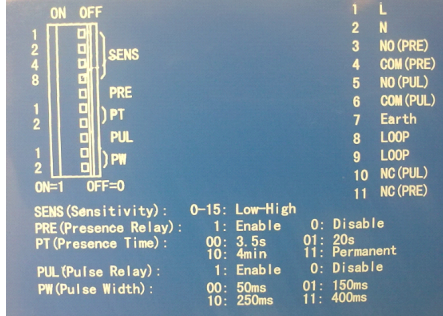 ON OFF
1
2
4
8
SENS
PRE
1
2
PT
PUL
1
2
PW
ON=1 OFF=0
1 L
2 N
3 NO(PRE)
4 COM(PRE)
5 NO(PUL)
6 COM(PUL)
7 Earth
8 LOOP
9 LOOP
10 NC(PUL)
11 NC(PRE)
SENS(Sensitivity): 0-15: Low-High
PRE(Presence Relay): 1: Enable 0: Disable
PT(Presence Time): 00: 3.5s 01: 20s
10: 4min 11: Permanent
PUL(Pulse Relay): 1: Enable 0: Disable
PW(Pulse Width): 00: 50ms 01: 150ms
10: 250ms 11: 400ms